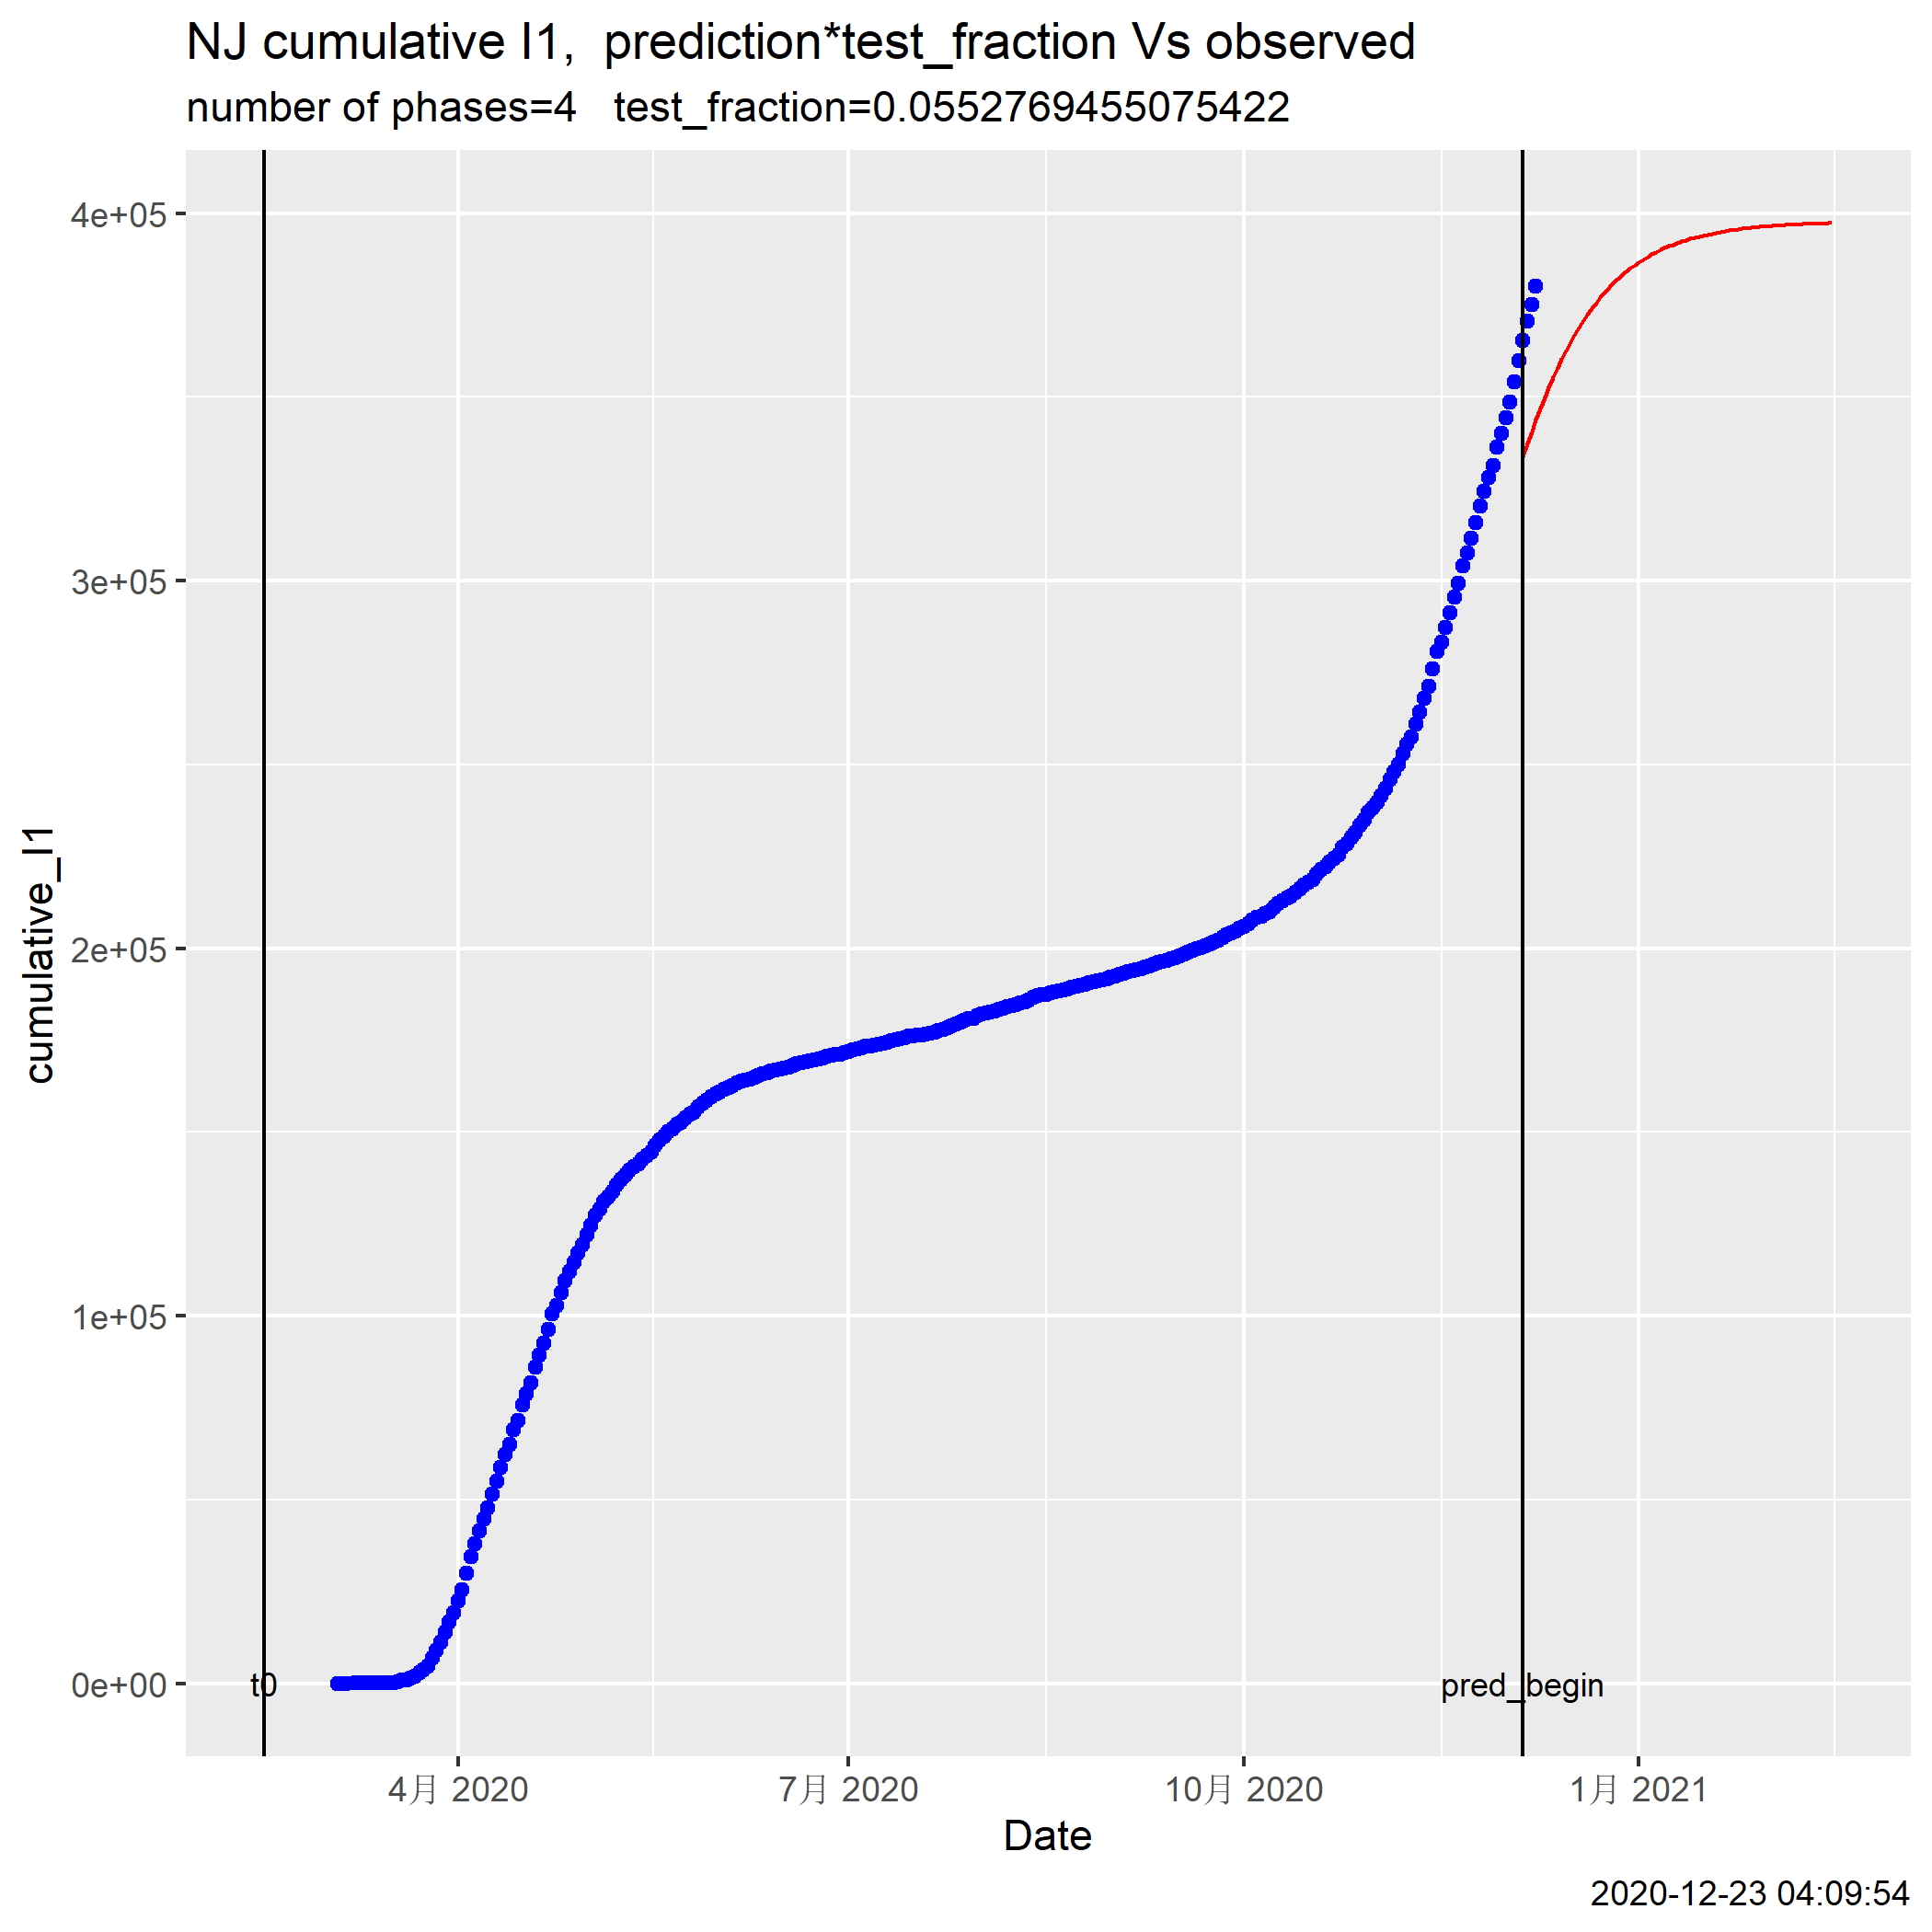 NJ cumulative I1,  prediction*test_fraction Vs observed
number of phases=4   test_fraction=0.0552769455075422
4e+05
3e+05
2e+05
1e+05
0e+00
cumulative_I1
t0
pred_begin
4月 2020
7月 2020
10月 2020
1月 2021
Date
2020-12-23 04:09:54